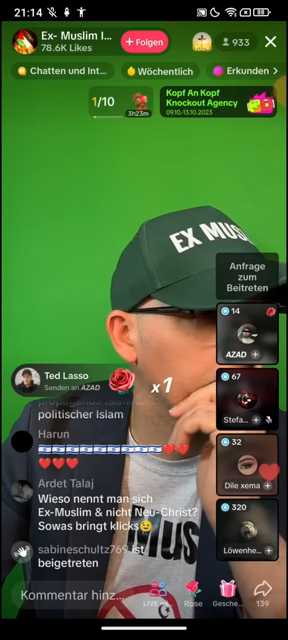 21:14
Ex- Muslim I...
78.6K Likes
+ Folgen
933
Chatten und Int...
Wöchentlich
Erkunden
1/10
3h23m
Kopf An Kopf
Knockout Agency
09.10-13.10.2023
EX MUS
Anfrage
zum
Beitreten
14
AZAD +
67
Stefa... +
32
Dile xema +
320
Löwenhe... +
Ted Lasso
Senden an AZAD
x1
politischer Islam
Harun
Ardet Talaj
Wieso nennt man sich
Ex-Muslim & nicht Neu-Christ?
Sowas bringt klicks😉
sabineschultz769 ist
beigetreten
Mus
Kommentar hinz...
Rose
Gesche...
139